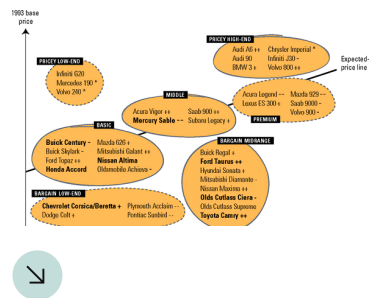 1993 base
price
PRICEY HIGH-END
Audi A6 ++ Chrysler Imperial *
Audi 90 Infiniti J30 -
BMW 3 + Volvo 800 ++
Expected-
price line
PRICEY LOW-END
Infiniti G20
Mercedes 190 *
Volvo 240 *
MIDDLE
Acura Vigor ++ Saab 900 ++
Mercury Sable -- Subaru Legacy +
Acura Legend -- Mazda 929 --
Lexus ES 300 + Saab 9000 -
Volvo 900 -
PREMIUM
BASIC
Buick Century - Mazda 626 +
Buick Skylark - Mitsubishi Galant ++
Ford Topaz ++ Nissan Altima
Honda Accord Oldsmobile Achieva -
BARGAIN MIDRANGE
Buick Regal +
Ford Taurus ++
Hyundai Sonata +
Mitsubishi Diamante -
Nissan Maxima ++
Olds Cutlass Ciera -
Olds Cutlass Supreme
Toyota Camry ++
BARGAIN LOW-END
Chevrolet Corsica/Beretta + Plymouth Acclaim --
Dodge Colt + Pontiac Sunbird --